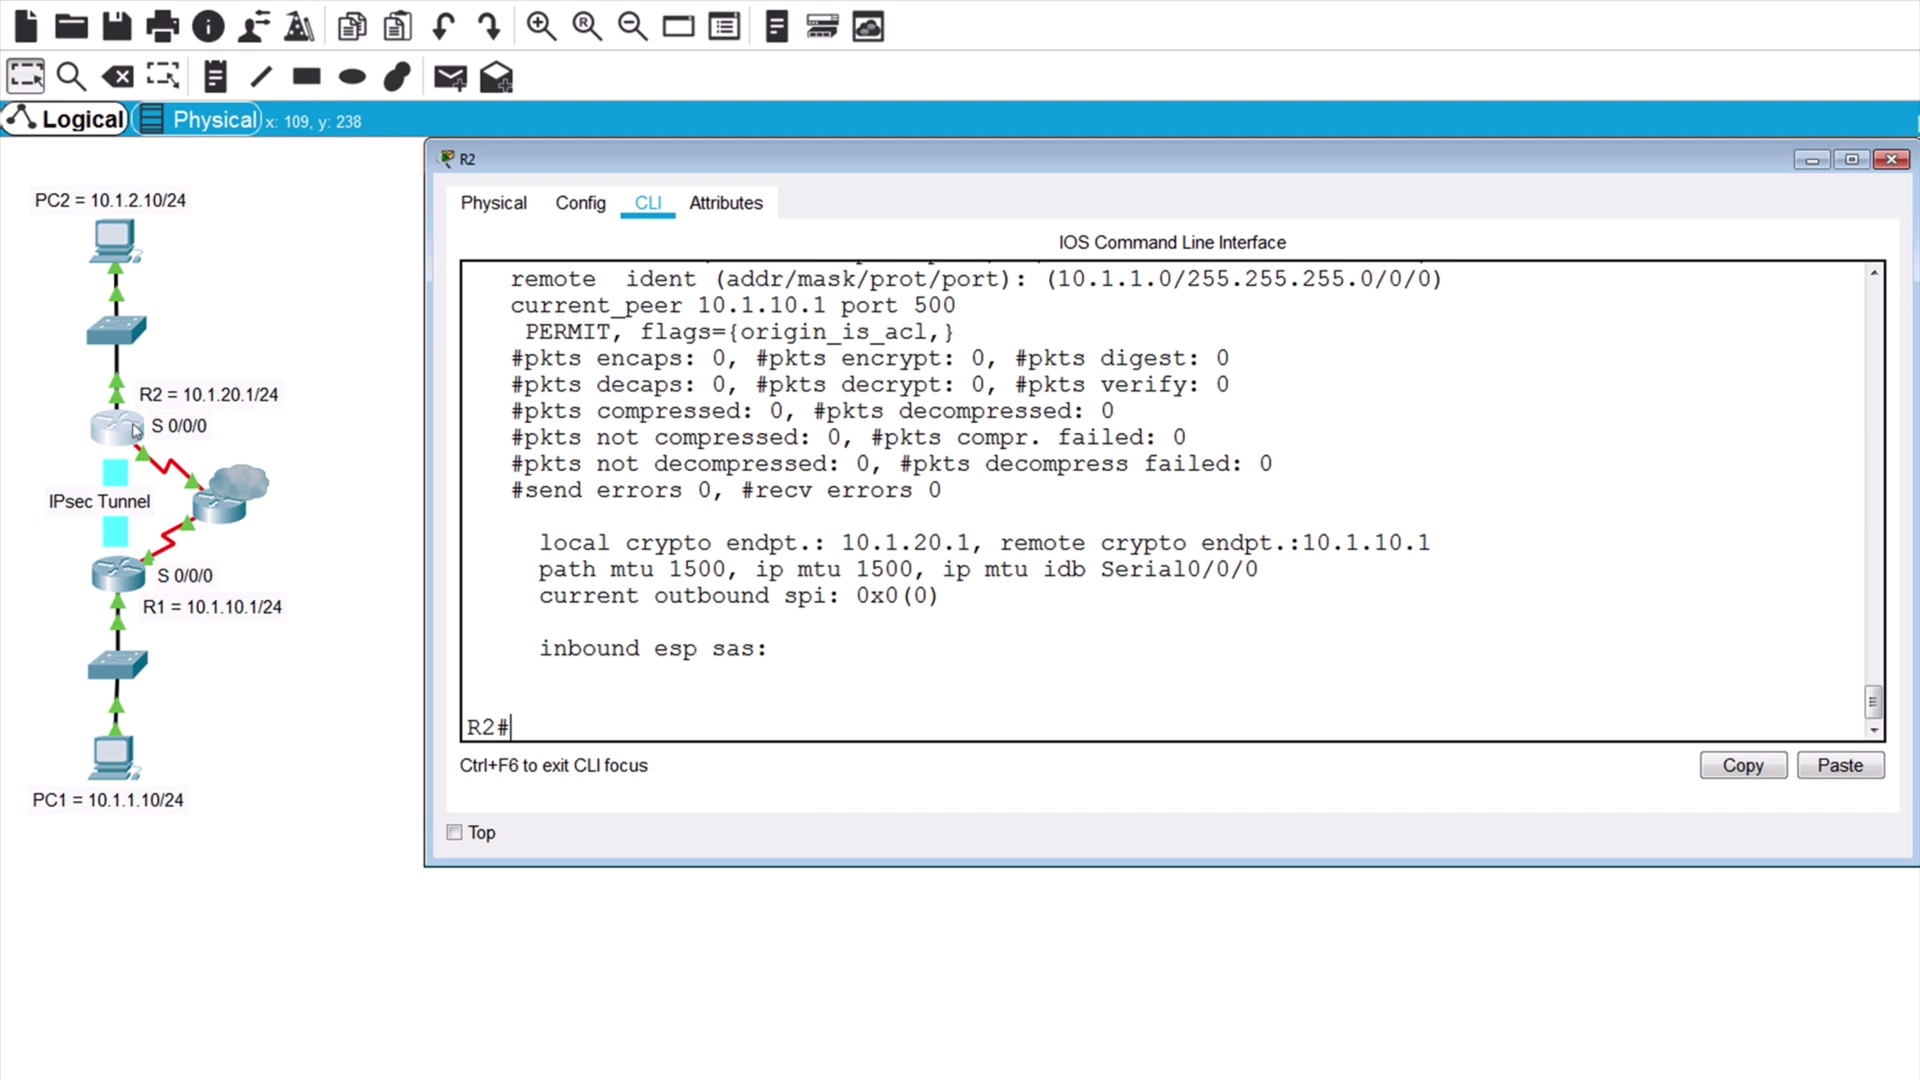 Logical
Physical
x: 109, y: 238
PC2 = 10.1.2.10/24
R2 = 10.1.20.1/24
S 0/0/0
IPsec Tunnel
S 0/0/0
R1 = 10.1.10.1/24
PC1 = 10.1.1.10/24
R2
Physical Config CLI Attributes
IOS Command Line Interface
remote  ident (addr/mask/prot/port): (10.1.1.0/255.255.255.0/0/0)
current_peer 10.1.10.1 port 500
PERMIT, flags={origin_is_acl,}
#pkts encaps: 0, #pkts encrypt: 0, #pkts digest: 0
#pkts decaps: 0, #pkts decrypt: 0, #pkts verify: 0
#pkts compressed: 0, #pkts decompressed: 0
#pkts not compressed: 0, #pkts compr. failed: 0
#pkts not decompressed: 0, #pkts decompress failed: 0
#send errors 0, #recv errors 0
local crypto endpt.: 10.1.20.1, remote crypto endpt.:10.1.10.1
path mtu 1500, ip mtu 1500, ip mtu idb Serial0/0/0
current outbound spi: 0x0(0)
inbound esp sas:
R2#
Ctrl+F6 to exit CLI focus
Copy
Paste
Top